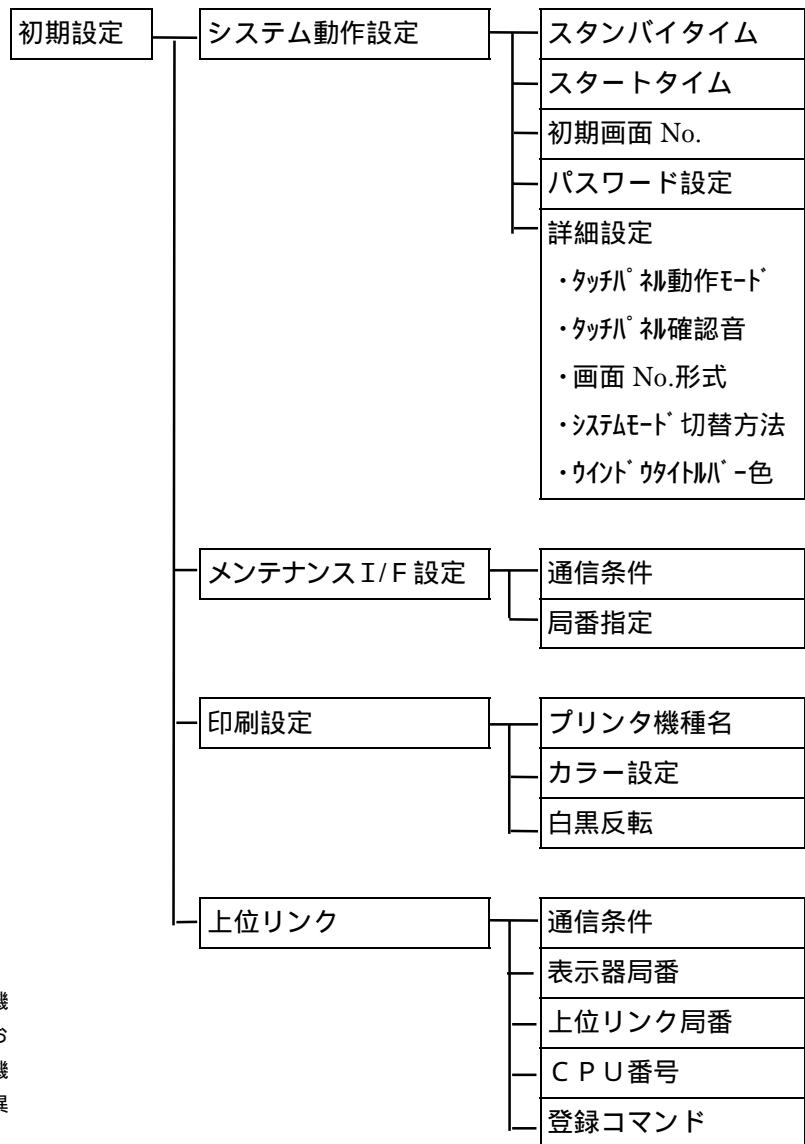 初期設定
システム動作設定
スタンバイタイム
スタートタイム
初期画面 No.
パスワード設定
詳細設定
・ﾀｯﾁﾊﾟﾈﾙ動作ﾓｰﾄﾞ
・ﾀｯﾁﾊﾟﾈﾙ確認音
・画面 No.形式
・ｼｽﾃﾑﾓｰﾄﾞ切替方法
・ｳｲﾝﾄﾞｳﾀｲﾄﾙﾊﾞｰ色
メンテナンスＩ/Ｆ設定
通信条件
局番指定
印刷設定
プリンタ機種名
カラー設定
白黒反転
上位リンク
通信条件
表示器局番
上位リンク局番
ＣＰＵ番号
登録コマンド